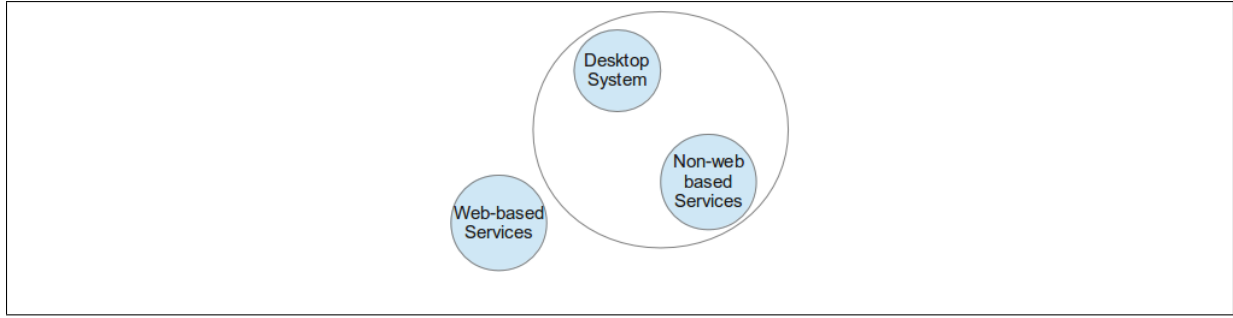 Desktop
System
Non-web
based
Services
Web-based
Services